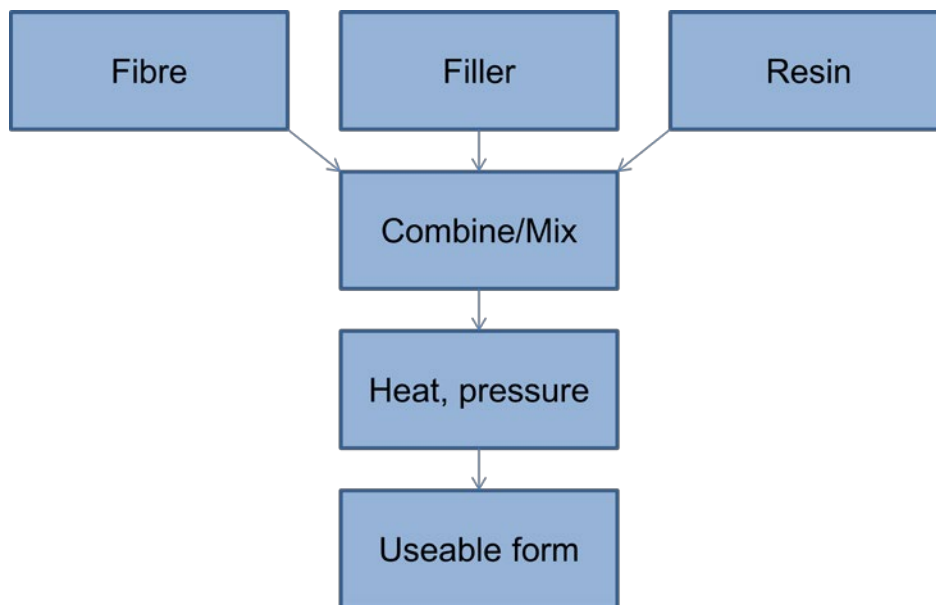 Fibre
Filler
Resin
Combine/Mix
Heat, pressure
Useable form